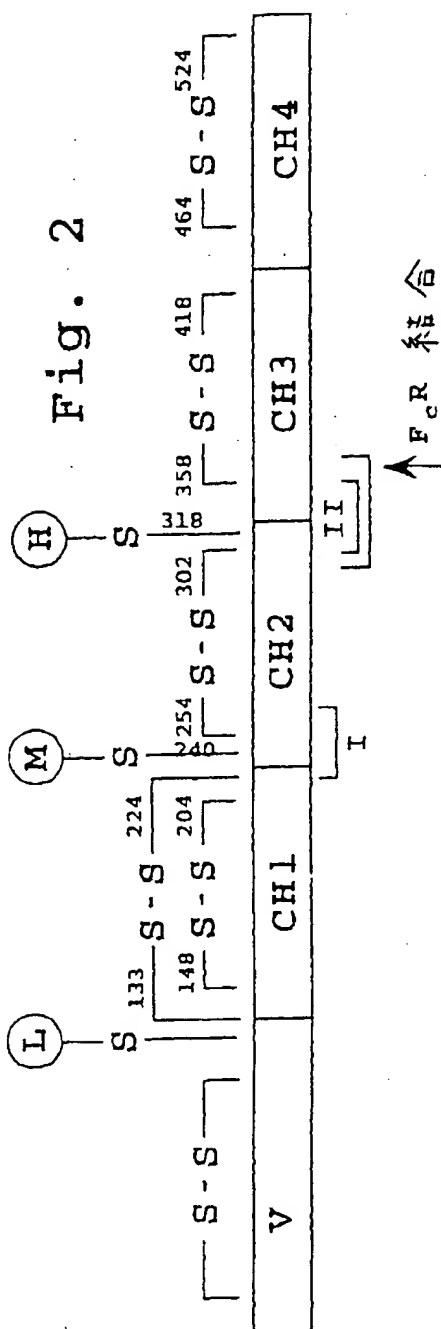 Fig. 2
L
M
H
S
S
S
S - S
133
S - S
224
148
S - S
204
240
254
S - S
302
318
358
S - S
418
464
S - S
524
V
CH1
CH2
CH3
CH4
I
II
FcR 結合